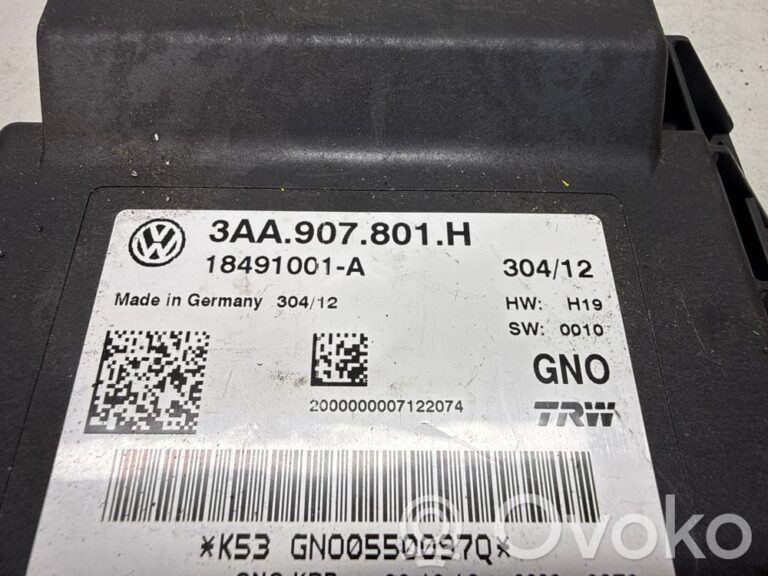 3AA.907.801.H
18491001-A 304/12
Made in Germany 304/12 HW: H19
SW: 0010
GNO
2000000007122074 TRW
*K53 GNO0550097Q*
Ovoko